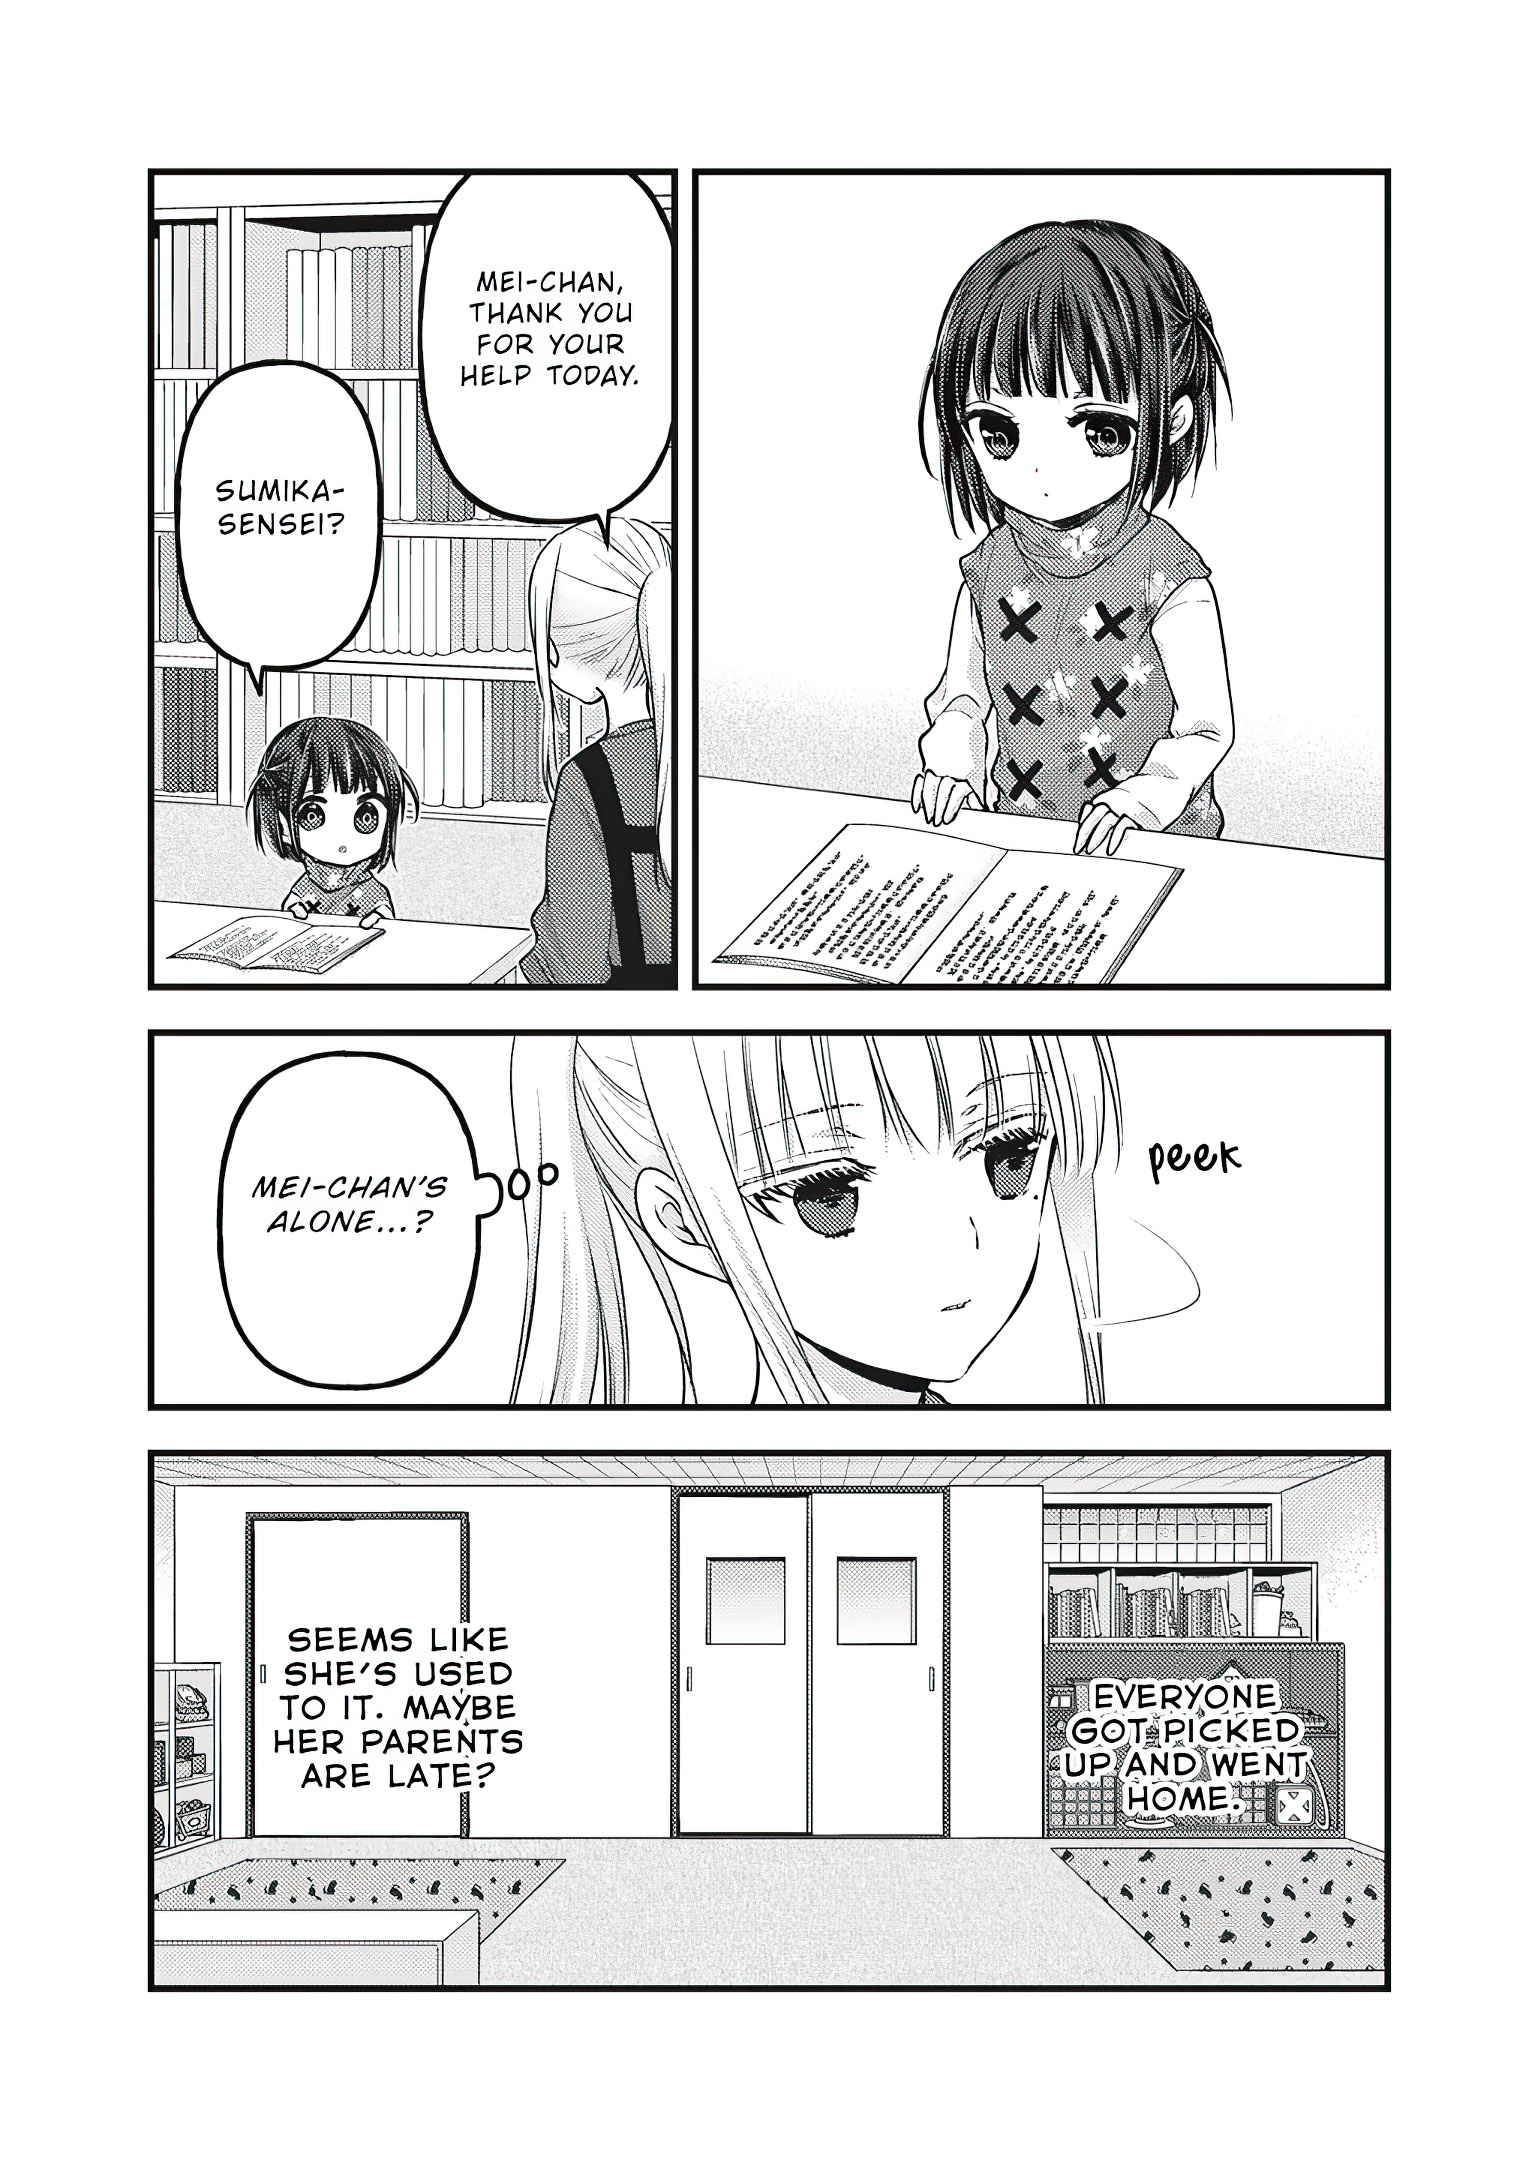 MEI-CHAN,
THANK YOU
FOR YOUR
HELP TODAY.
SUMIKA-
SENSEI?
peek
MEI-CHAN'S
ALONE...?
EVERYONE
GOT PICKED
UP AND WENT
HOME.
SEEMS LIKE
SHE'S USED
TO IT. MAYBE
HER PARENTS
ARE LATE?